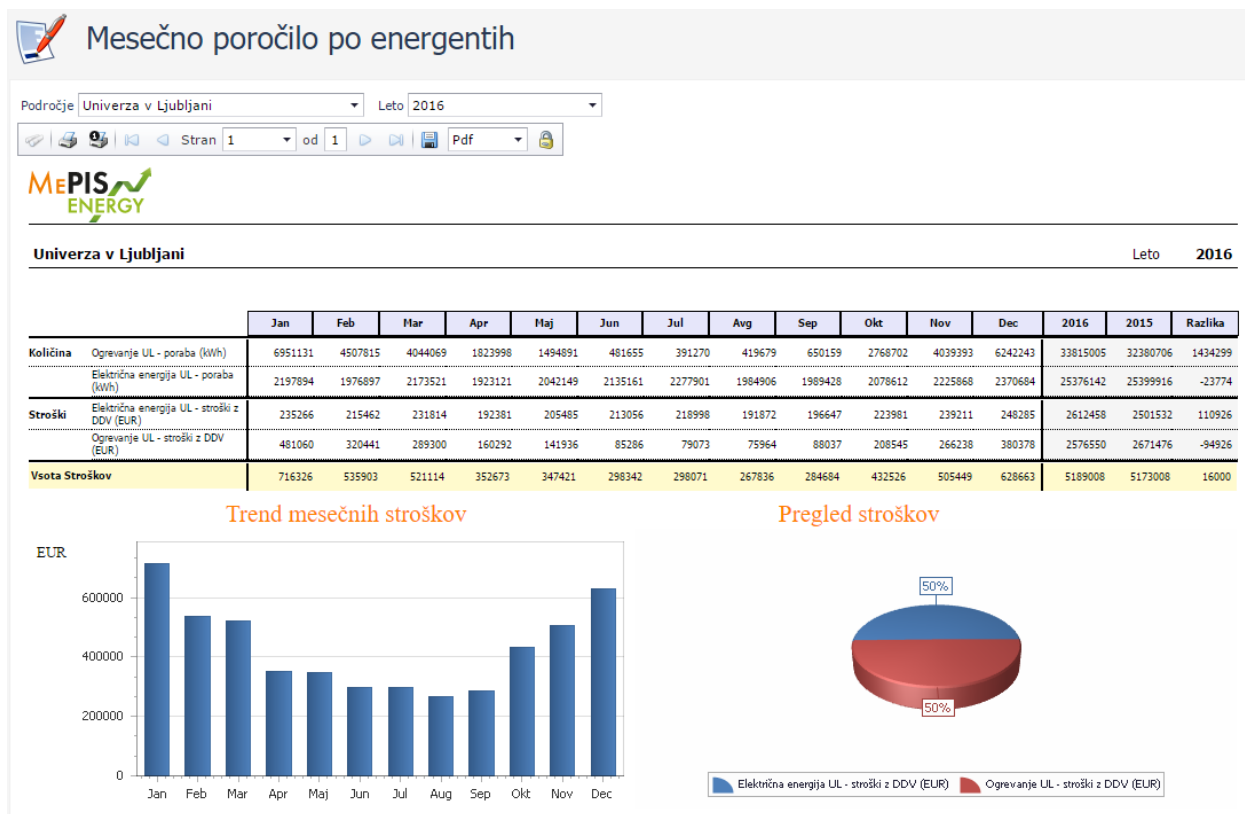 Mesečno poročilo po energentih
Področje Univerza v Ljubljani Leto 2016
Stran 1 od 1 Pdf
MEPIS
ENERGY
Univerza v Ljubljani Leto 2016
Jan Feb Mar Apr Maj Jun Jul Avg Sep Okt Nov Dec 2016 2015 Razlika
Količina Ogrevanje UL - poraba (kWh) 6951131 4507815 4044069 1823998 1494891 481655 391270 419679 650159 2768702 4039393 6242243 33815005 32380706 1434299
Električna energija UL - poraba
(kWh) 2197894 1976897 2173521 1923121 2042149 2135161 2277901 1984906 1989428 2078612 2225868 2370684 25376142 25399916 -23774
Stroški Električna energija UL - stroški z
DDV (EUR) 235266 215462 231814 192381 205485 213056 218998 191872 196647 223981 239211 248285 2612458 2501532 110926
Ogrevanje UL - stroški z DDV
(EUR) 481060 320441 289300 160292 141936 85286 79073 75964 88037 208545 266238 380378 2576550 2671476 -94926
Vsota Stroškov 716326 535903 521114 352673 347421 298342 298071 267836 284684 432526 505449 628663 5189008 5173008 16000
Trend mesečnih stroškov
EUR
600000
400000
200000
0
Jan Feb Mar Apr Maj Jun Jul Aug Sep Okt Nov Dec
Pregled stroškov
50%
50%
Električna energija UL - stroški z DDV (EUR) Ogrevanje UL - stroški z DDV (EUR)